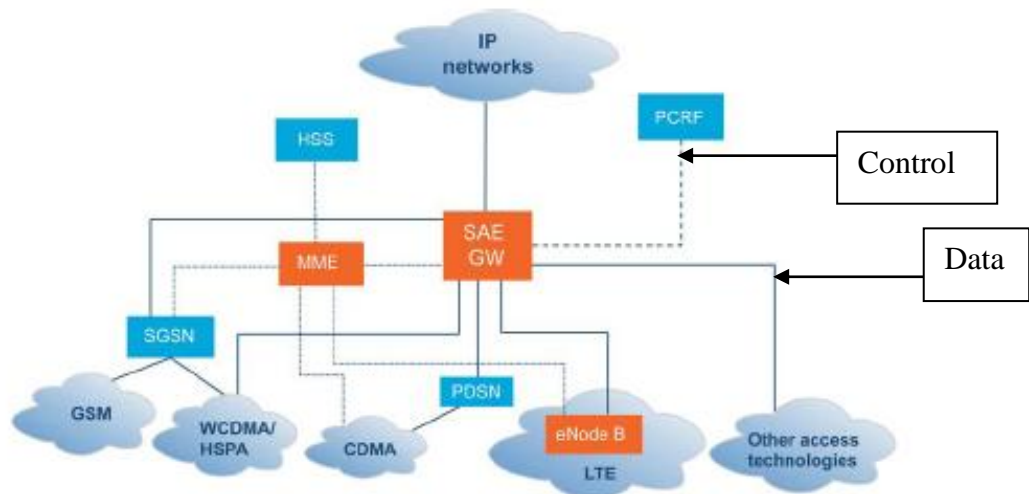 IP
networks
PCRF
HSS
Control
SAE
GW
MME
Data
SGSN
PDSN
GSM
WCDMA/
HSPA
CDMA
eNode B
LTE
Other access
technologies